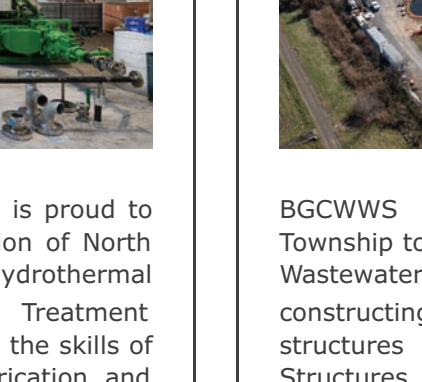 is proud to
ion of North
ydrothermal
Treatment
the skills of
rication and
BGCWWS
Township to
Wastewater
constructing
structures
Structures